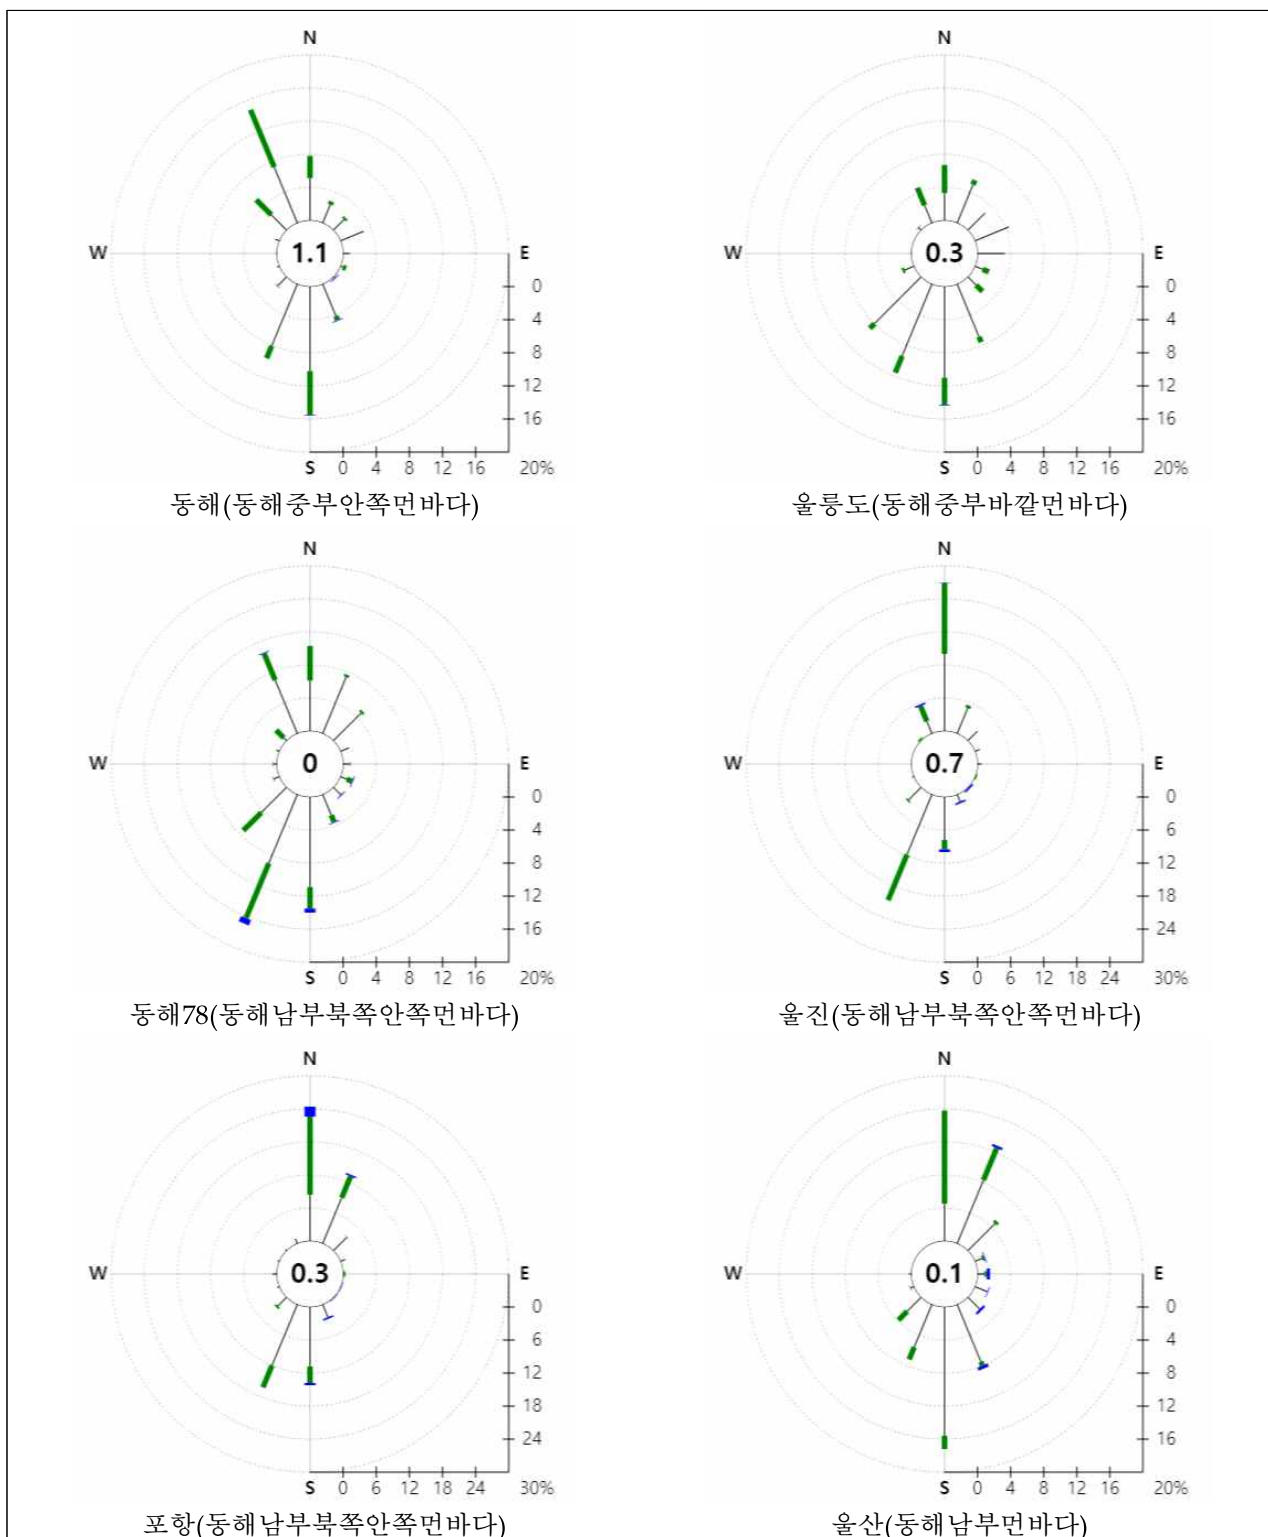 N N
1.1 0.3
W E W E
0 0
4 4
8 8
12 12
16 16
S 0 4 8 12 16 20% S 0 4 8 12 16 20%
동해(동해중부안쪽먼바다) 울릉도(동해중부바깥먼바다)
N N
0 0.7
W E W E
0 0
4 6
8 12
12 18
16 24
S 0 4 8 12 16 20% S 0 6 12 18 24 30%
동해78(동해남부북쪽안쪽먼바다) 울진(동해남부북쪽안쪽먼바다)
N N
0.3 0.1
W E W E
0 0
6 4
12 8
18 12
24 16
S 0 6 12 18 24 30% S 0 4 8 12 16 20%
포항(동해남부북쪽안쪽먼바다) 울산(동해남부먼바다)